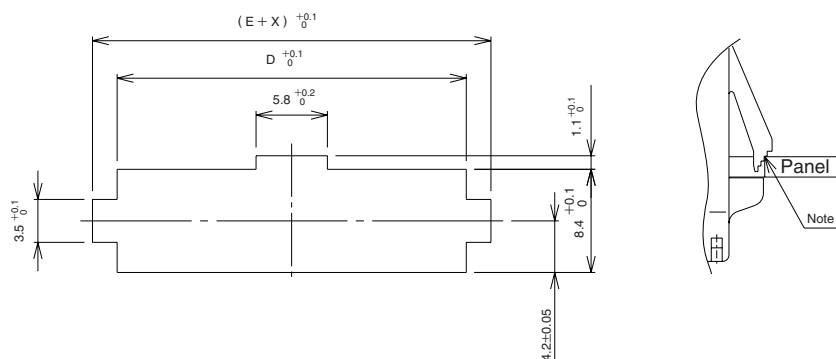 (E+X) +0.1 0
D +0.1 0
5.8 +0.2 0
1.1 +0.1 0
3.5 +0.1 0
8.4 +0.1 0
4.2±0.05
Panel
Note